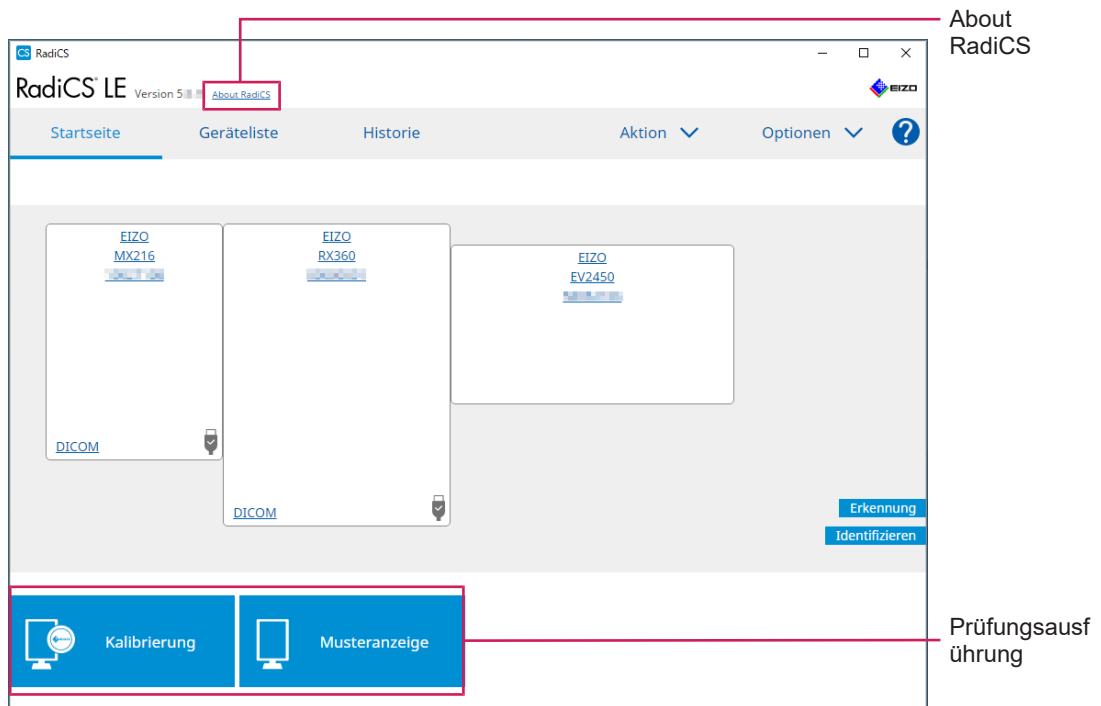 About
RadiCS
RadiCS
RadiCS LE Version 5 About RadiCS
EIZO
Startseite Geräteliste Historie Aktion Optionen ?
EIZO
MX216
EIZO
RX360
EIZO
EV2450
DICOM
DICOM
Erkennung
Identifizieren
Kalibrierung Musteranzeige
Prüfungsausf
ührung